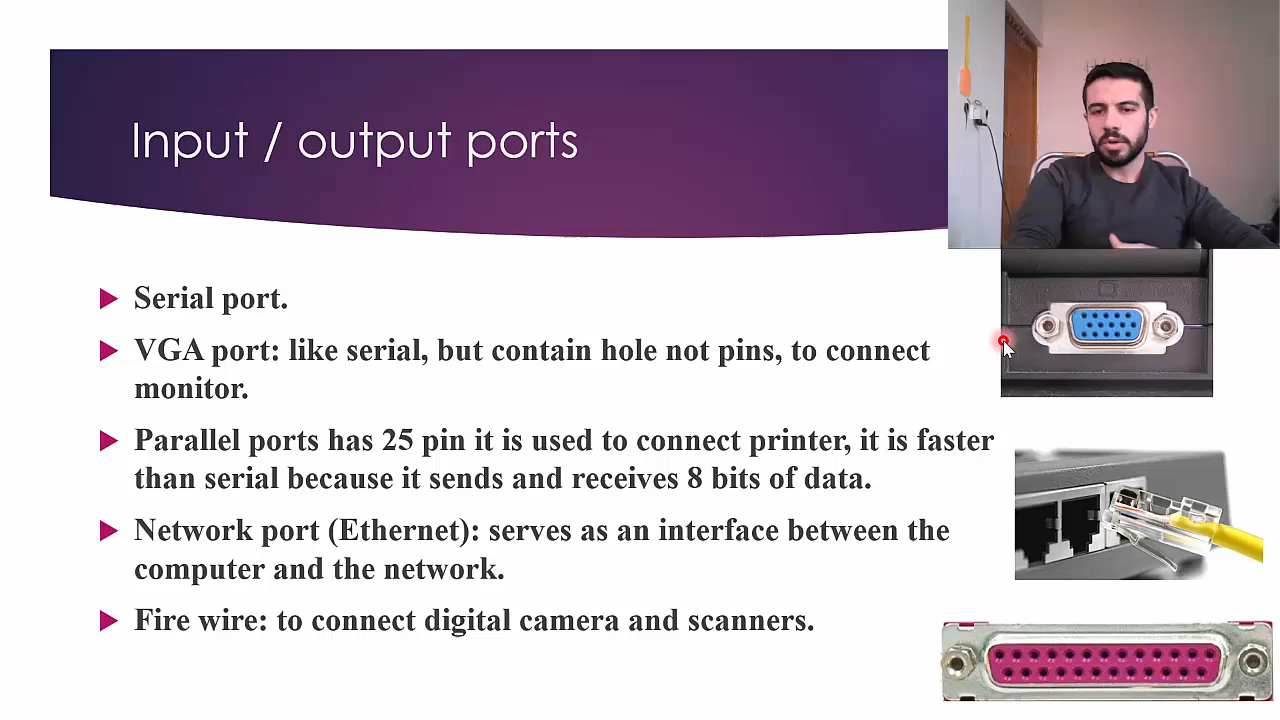 Input / output ports
Serial port.
VGA port: like serial, but contain hole not pins, to connect
monitor.
Parallel ports has 25 pin it is used to connect printer, it is faster
than serial because it sends and receives 8 bits of data.
Network port (Ethernet): serves as an interface between the
computer and the network.
Fire wire: to connect digital camera and scanners.